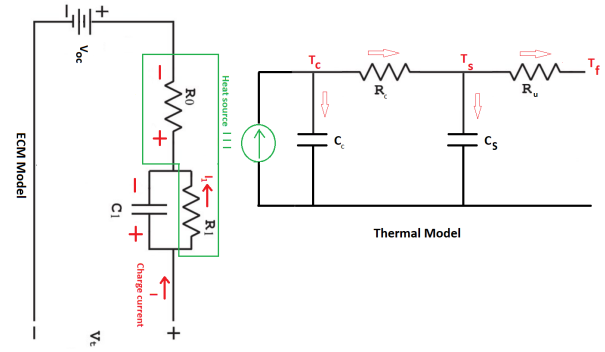 Voc
R0
Heat source I I I
ECM Model
I1
C1
R1
Charge current
I
Vt
Tc
Rc
Ts
Ru
Tf
Cc
Cs
Thermal Model